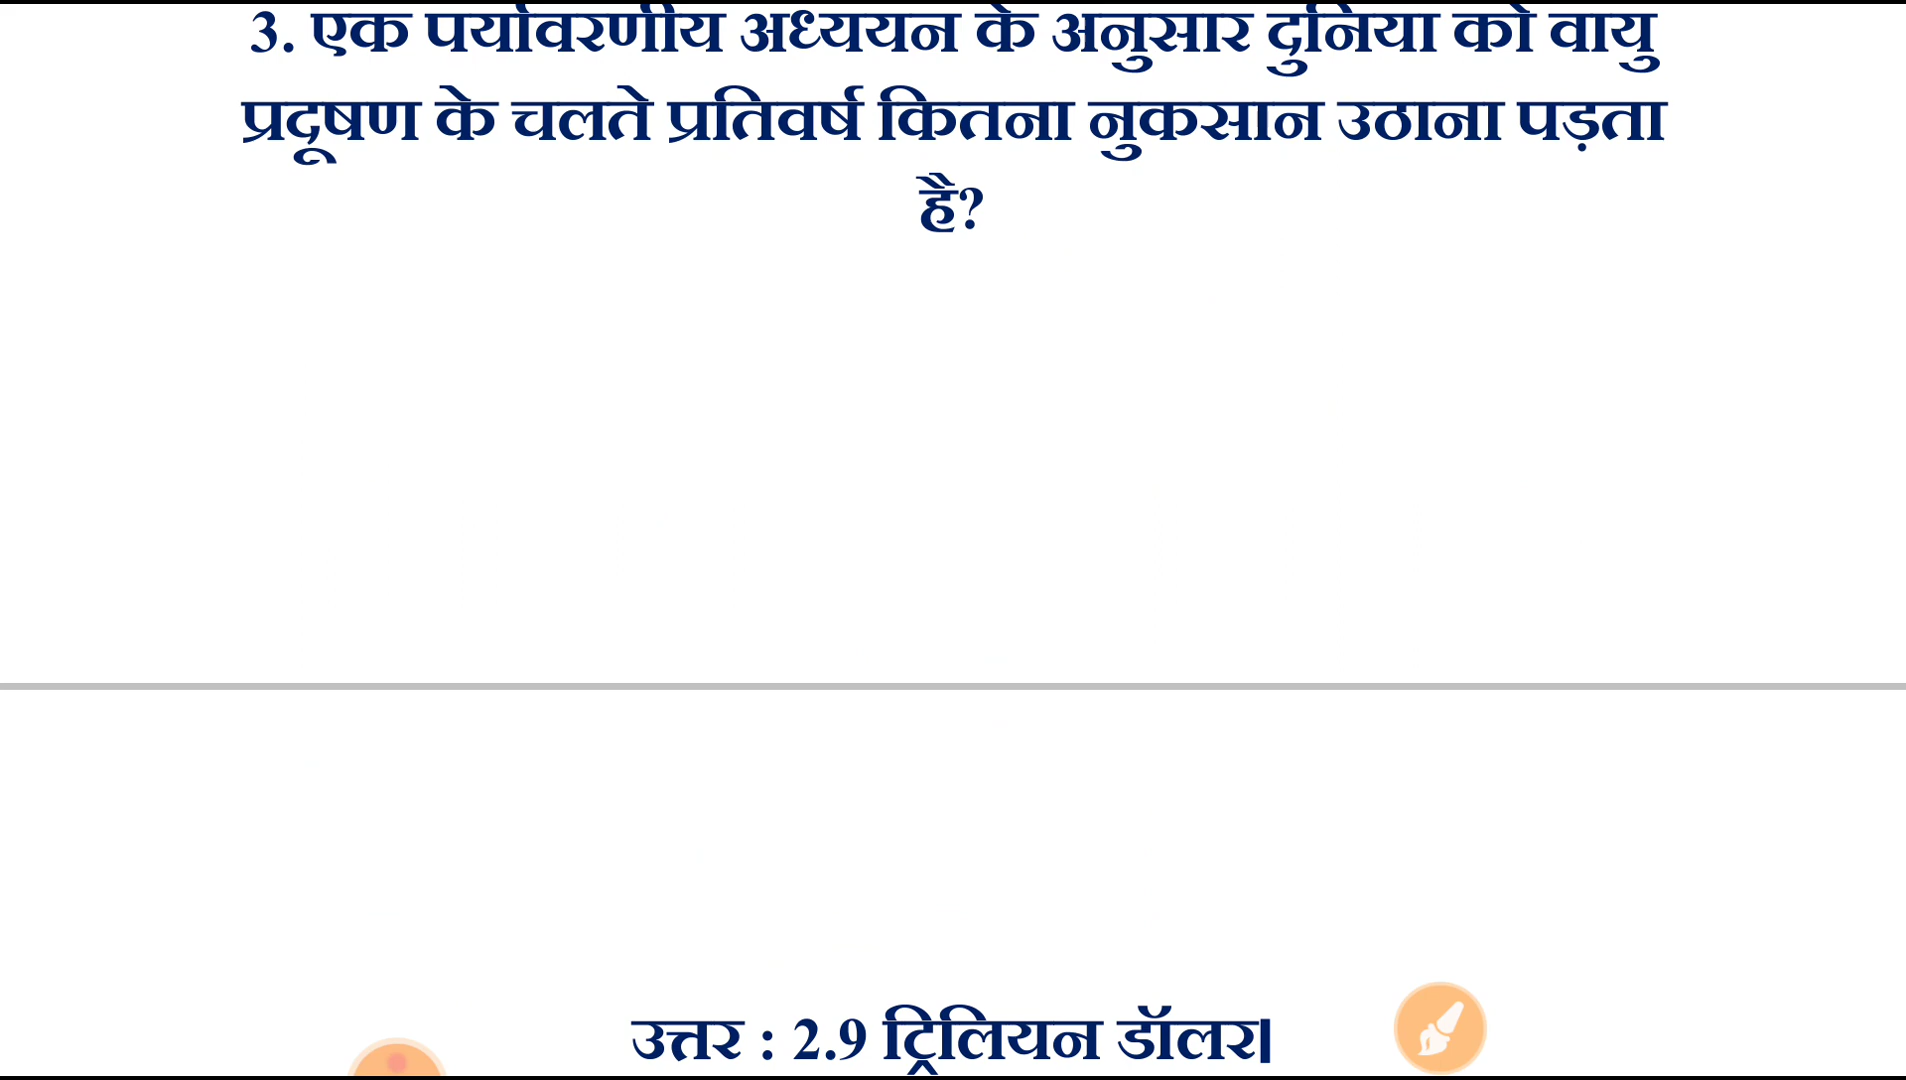 3. एक पर्यावरणीय अध्ययन के अनुसार दुनिया को वायु
प्रदूषण के चलते प्रतिवर्ष कितना नुकसान उठाना पड़ता
है?
उत्तर : 2.9 ट्रिलियन डॉलर।